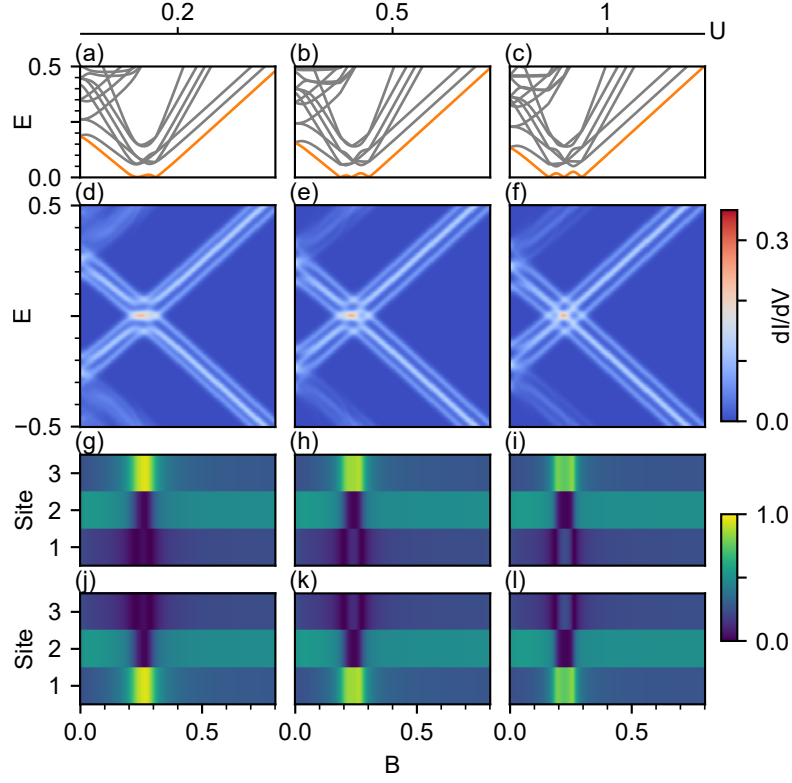 0.2 0.5 1
U
(a) (b) (c)
0.5
E
0.0
(d) (e) (f)
0.5
E
−0.5
0.3
dI/dV
0.0
(g) (h) (i)
3
Site 2
1
1.0
(j) (k) (l)
3
Site 2
1
0.0
0.0 0.5 0.0 0.5 0.0 0.5
B